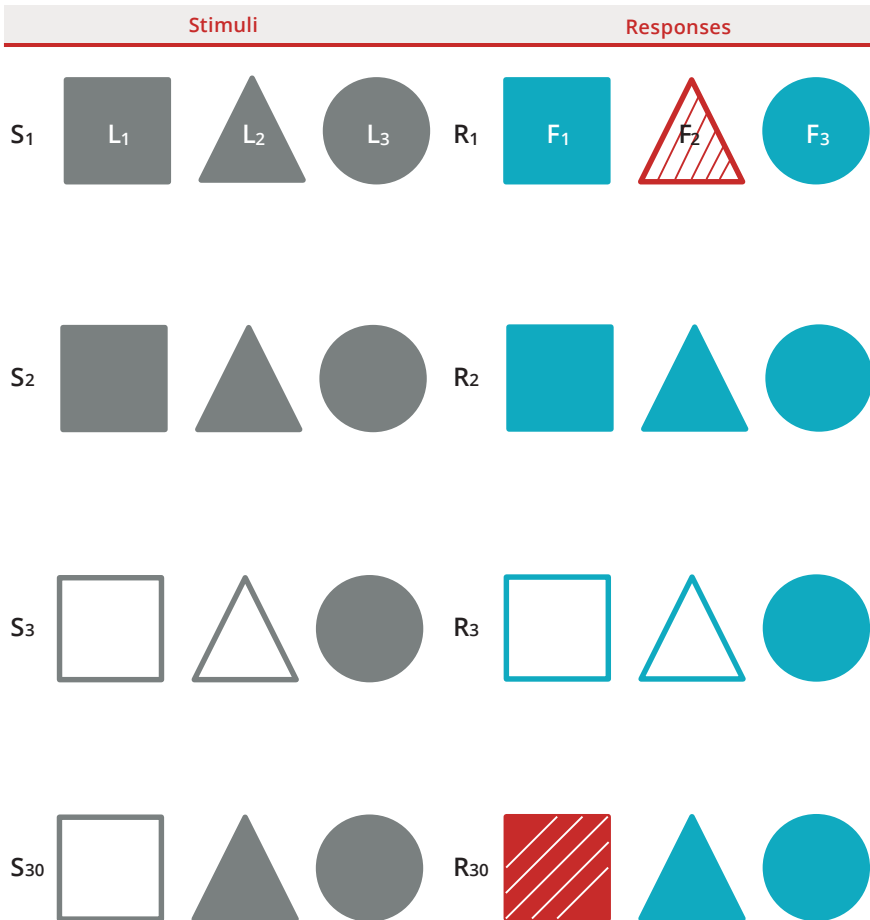 Stimuli Responses
S1 L1 L2 L3 R1 F1 F2 F3
S2 R2
S3 R3
S30 R30